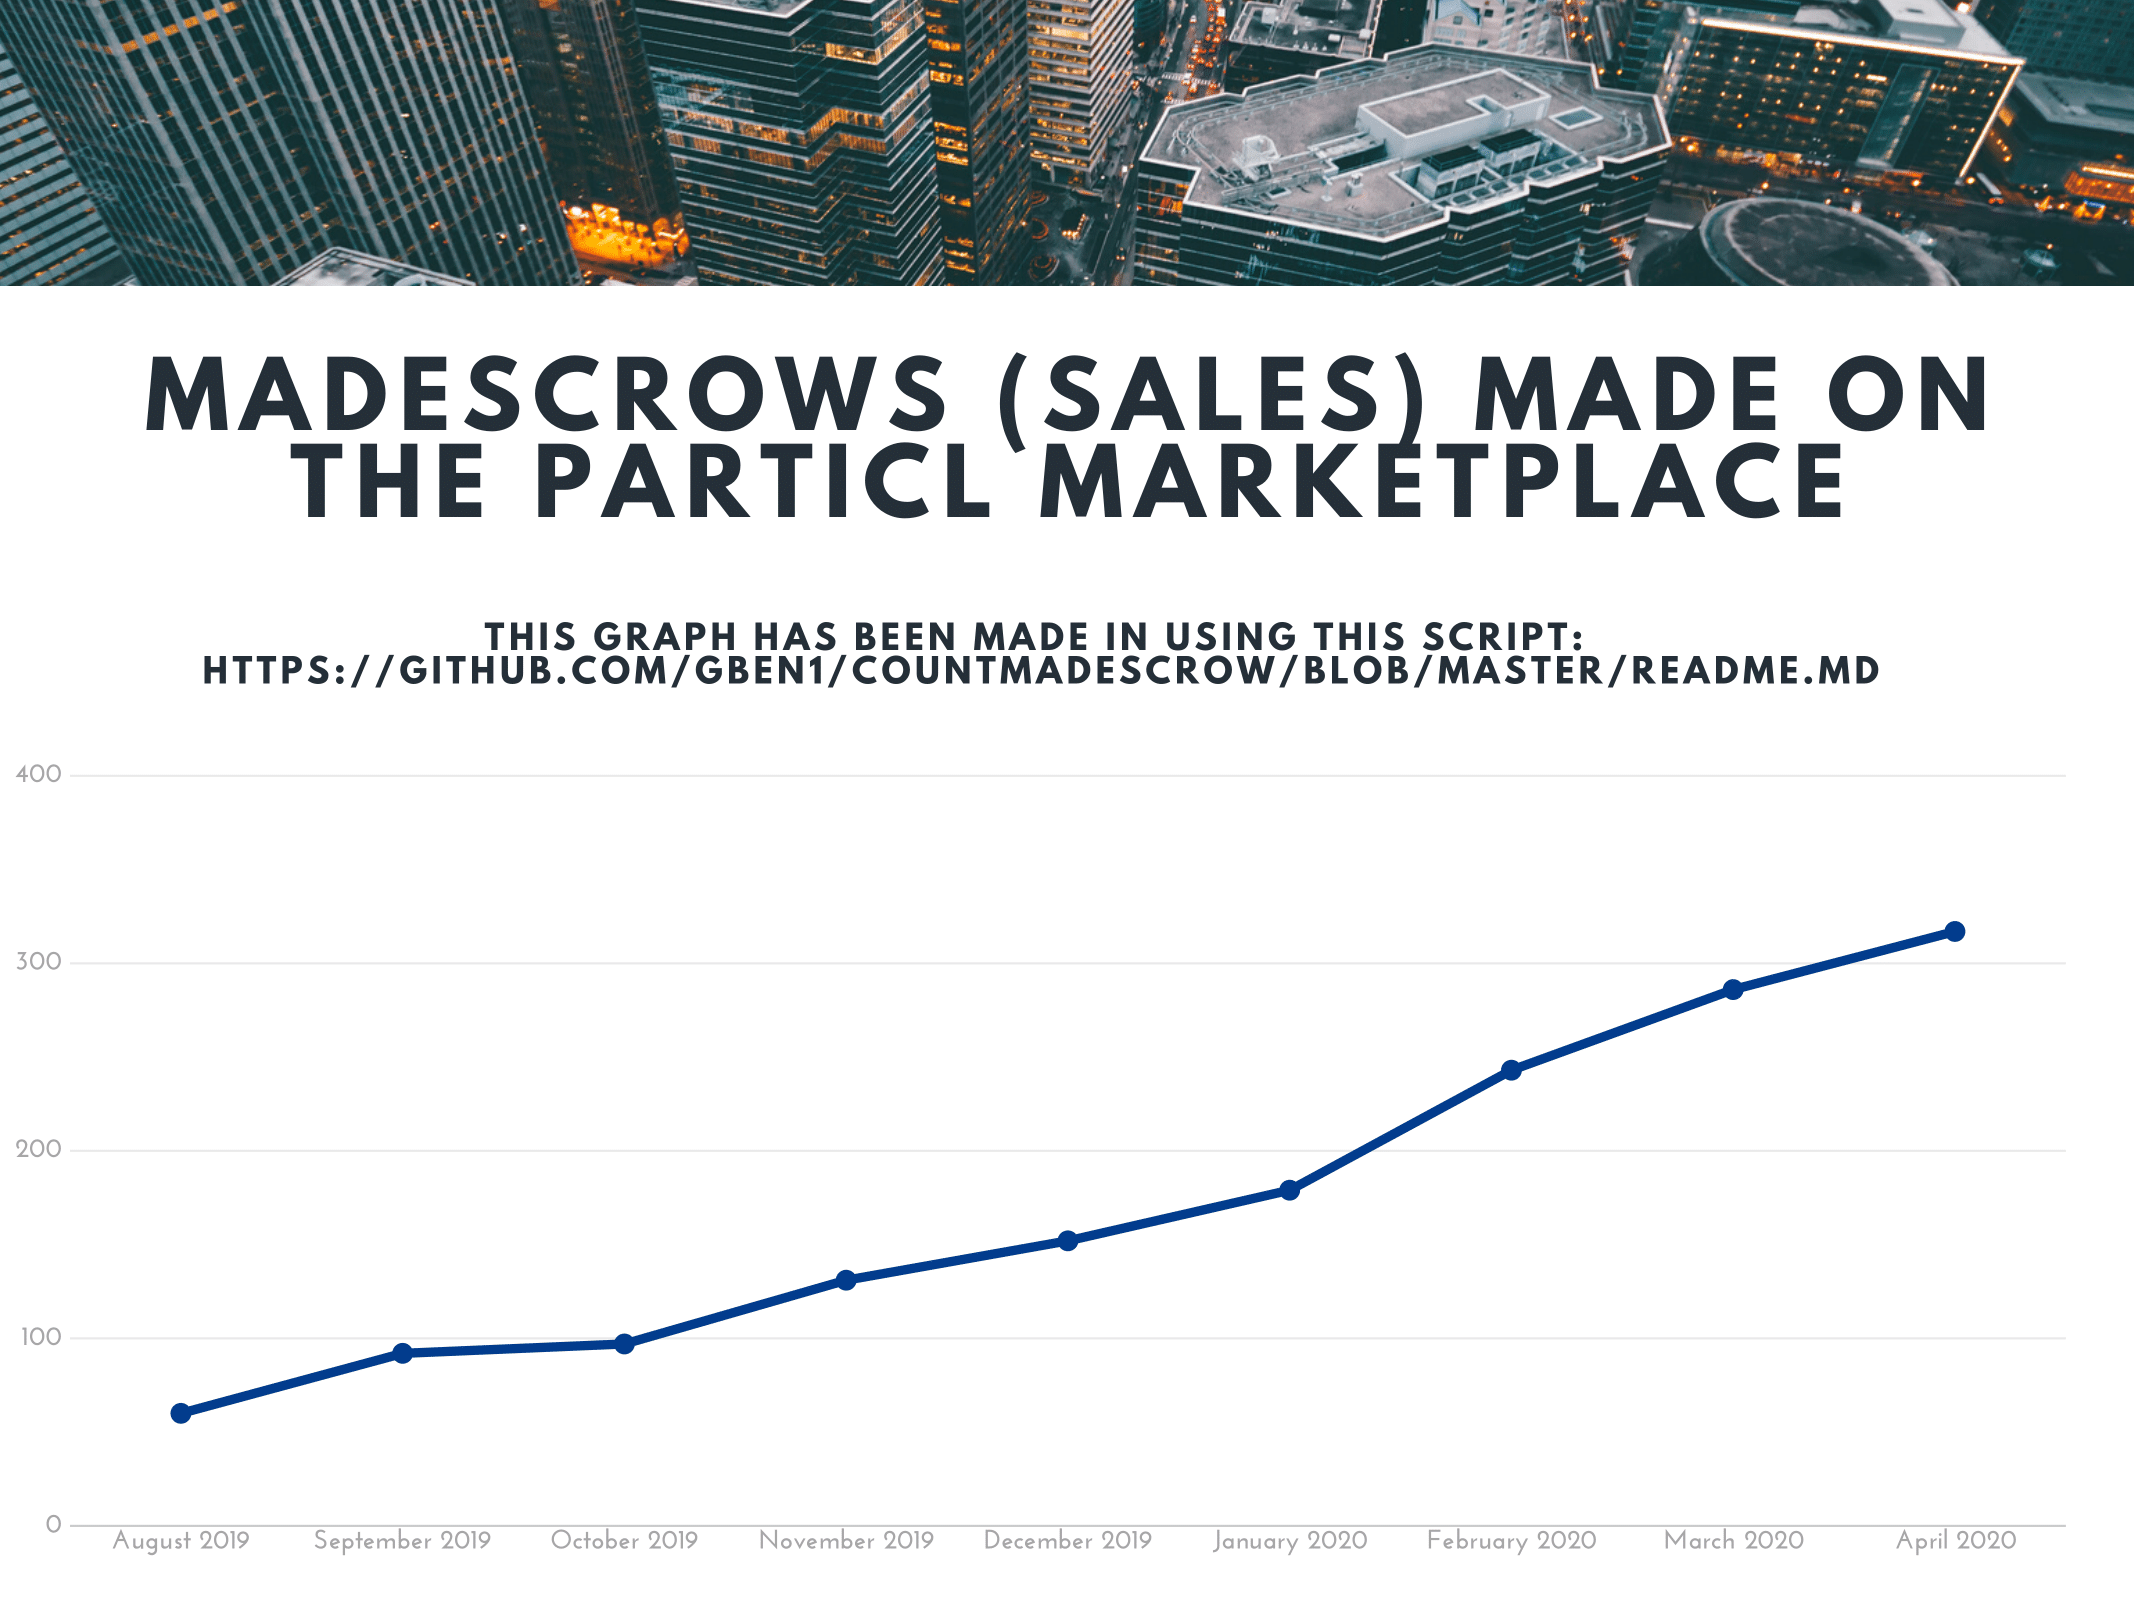 MADESCROWS (SALES) MADE ON
THE PARTICL MARKETPLACE
THIS GRAPH HAS BEEN MADE IN USING THIS SCRIPT:
HTTPS://GITHUB.COM/GBEN1/COUNTMADESCROW/BLOB/MASTER/README.MD
400
300
200
100
0
August 2019 September 2019 October 2019 November 2019 December 2019 January 2020 February 2020 March 2020 April 2020